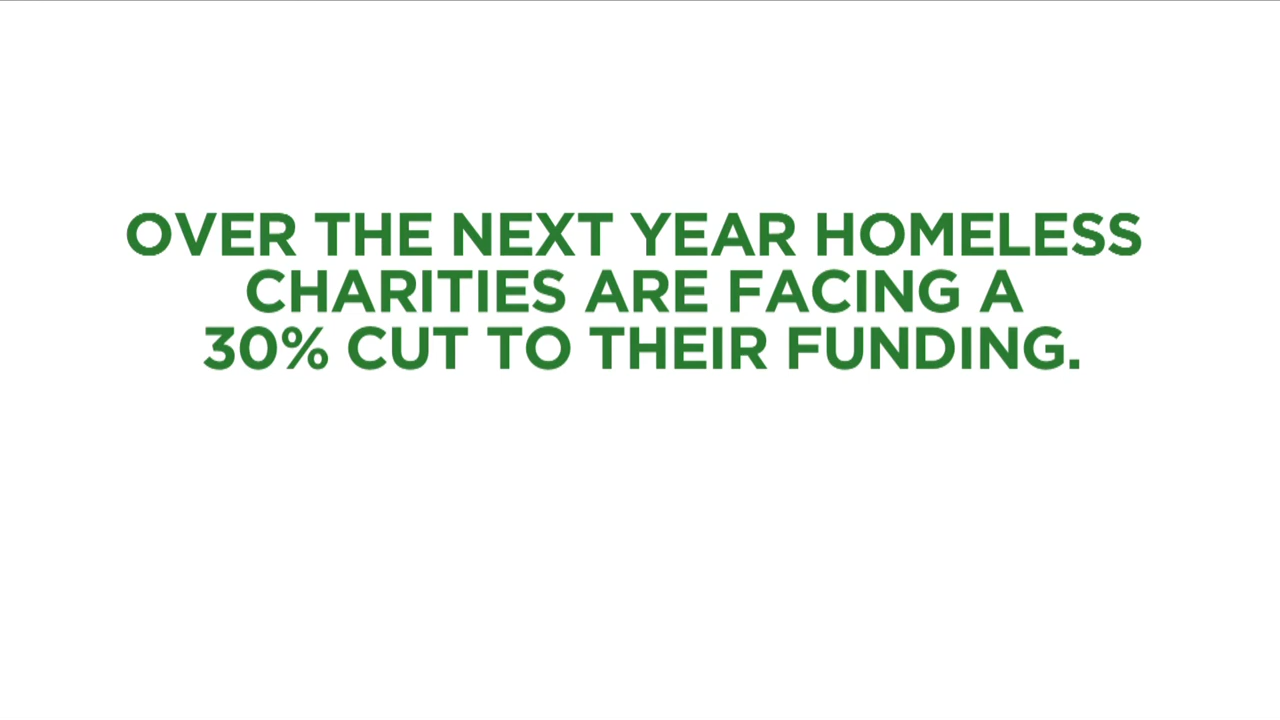 OVER THE NEXT YEAR HOMELESS
CHARITIES ARE FACING A
30% CUT TO THEIR FUNDING.